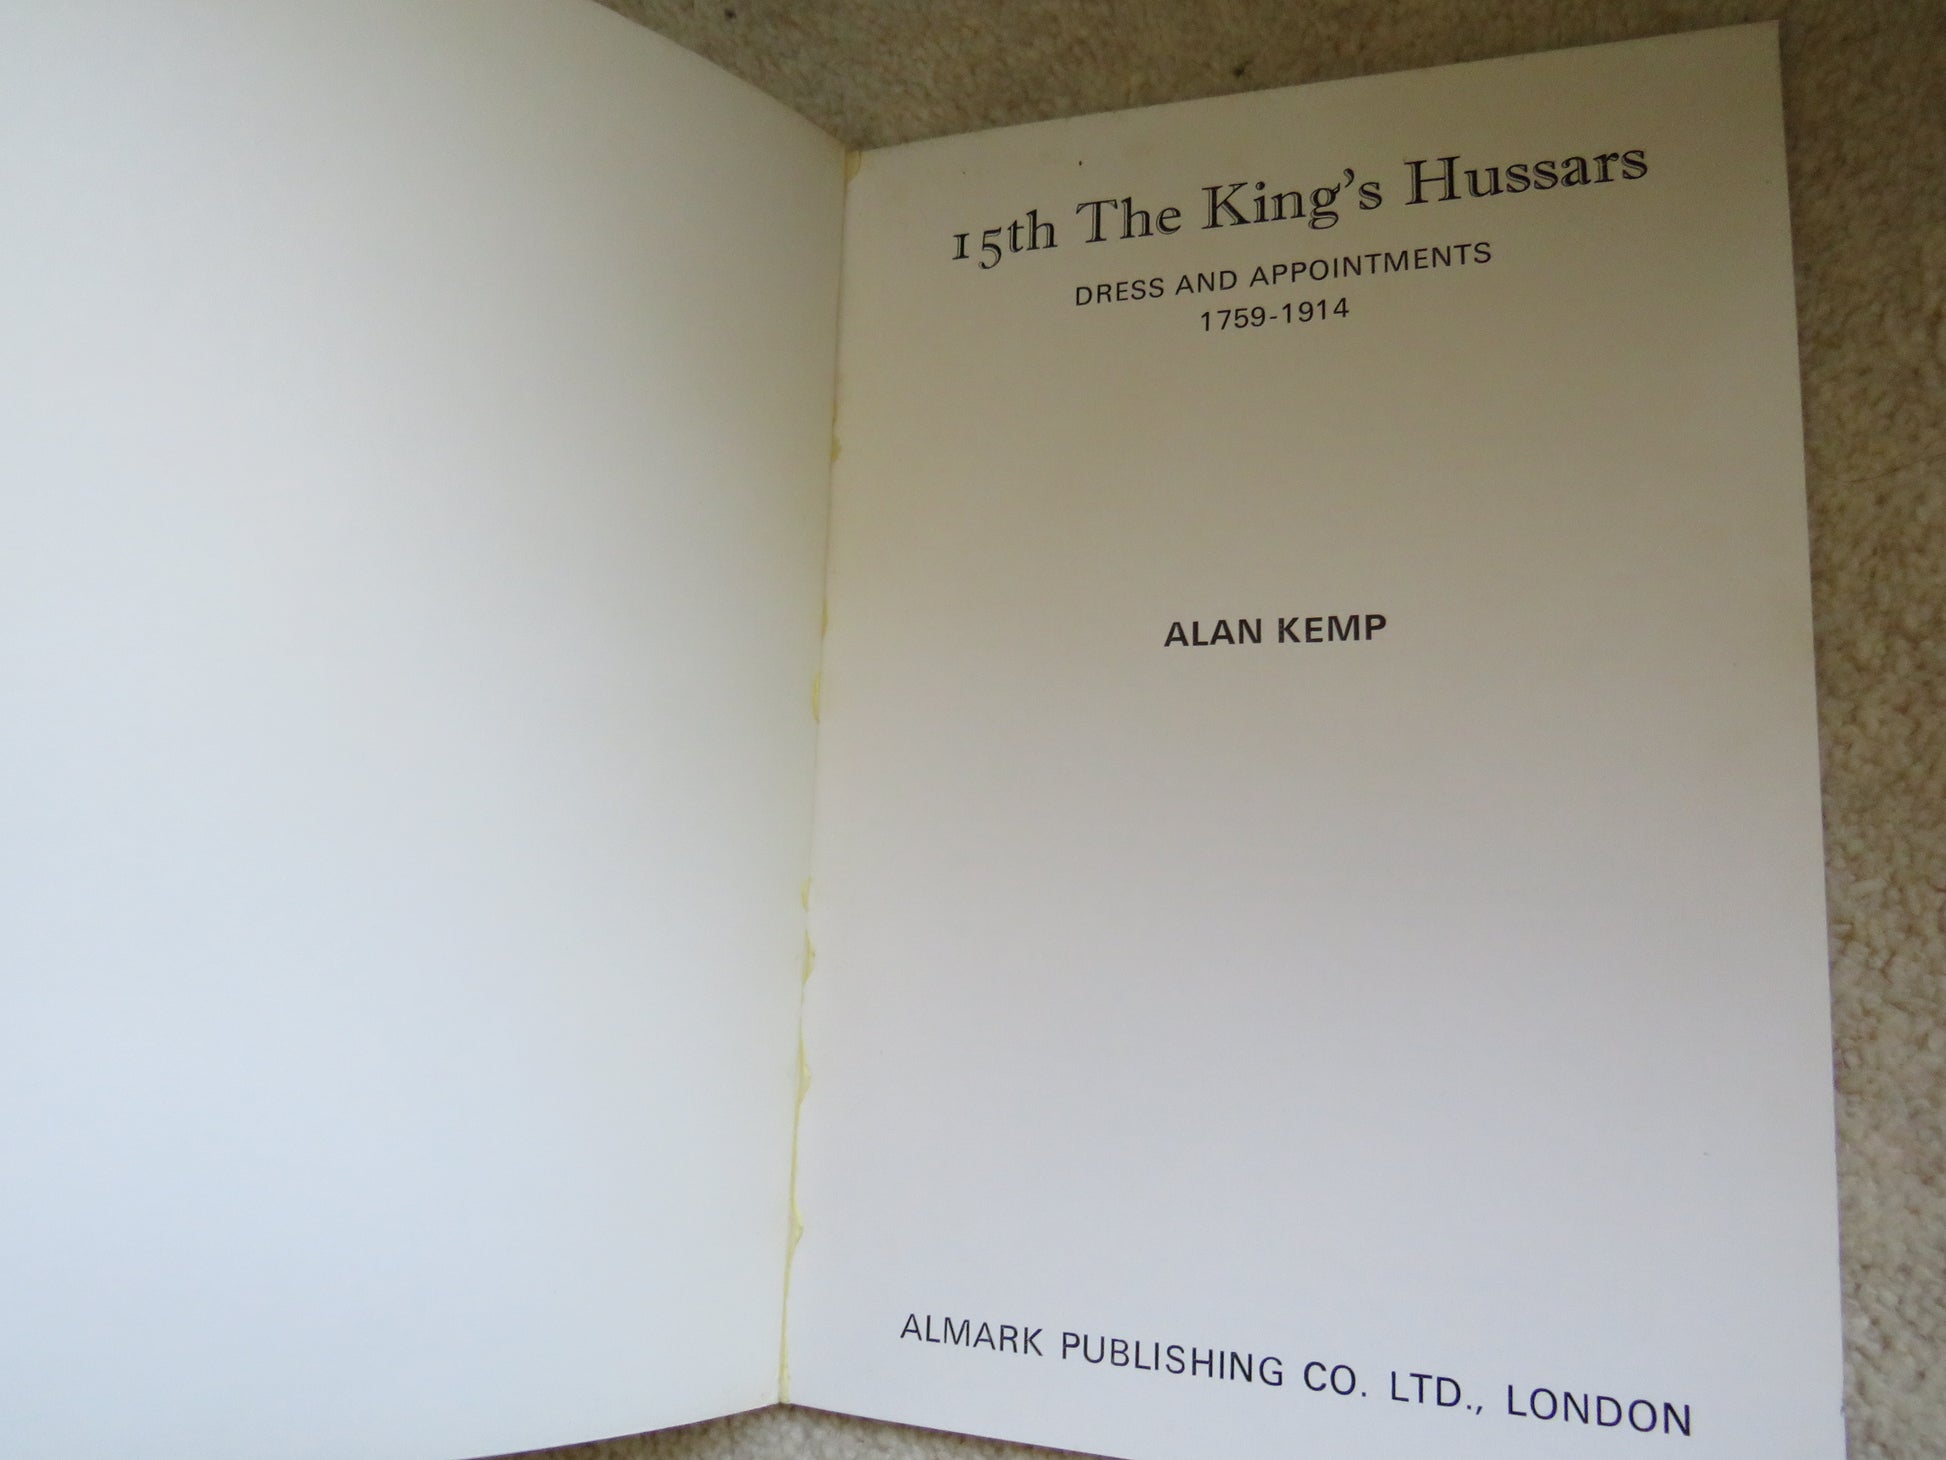 15th The King's Hussars
DRESS AND APPOINTMENTS
1759-1914
ALAN KEMP
ALMARK PUBLISHING CO. LTD., LONDON